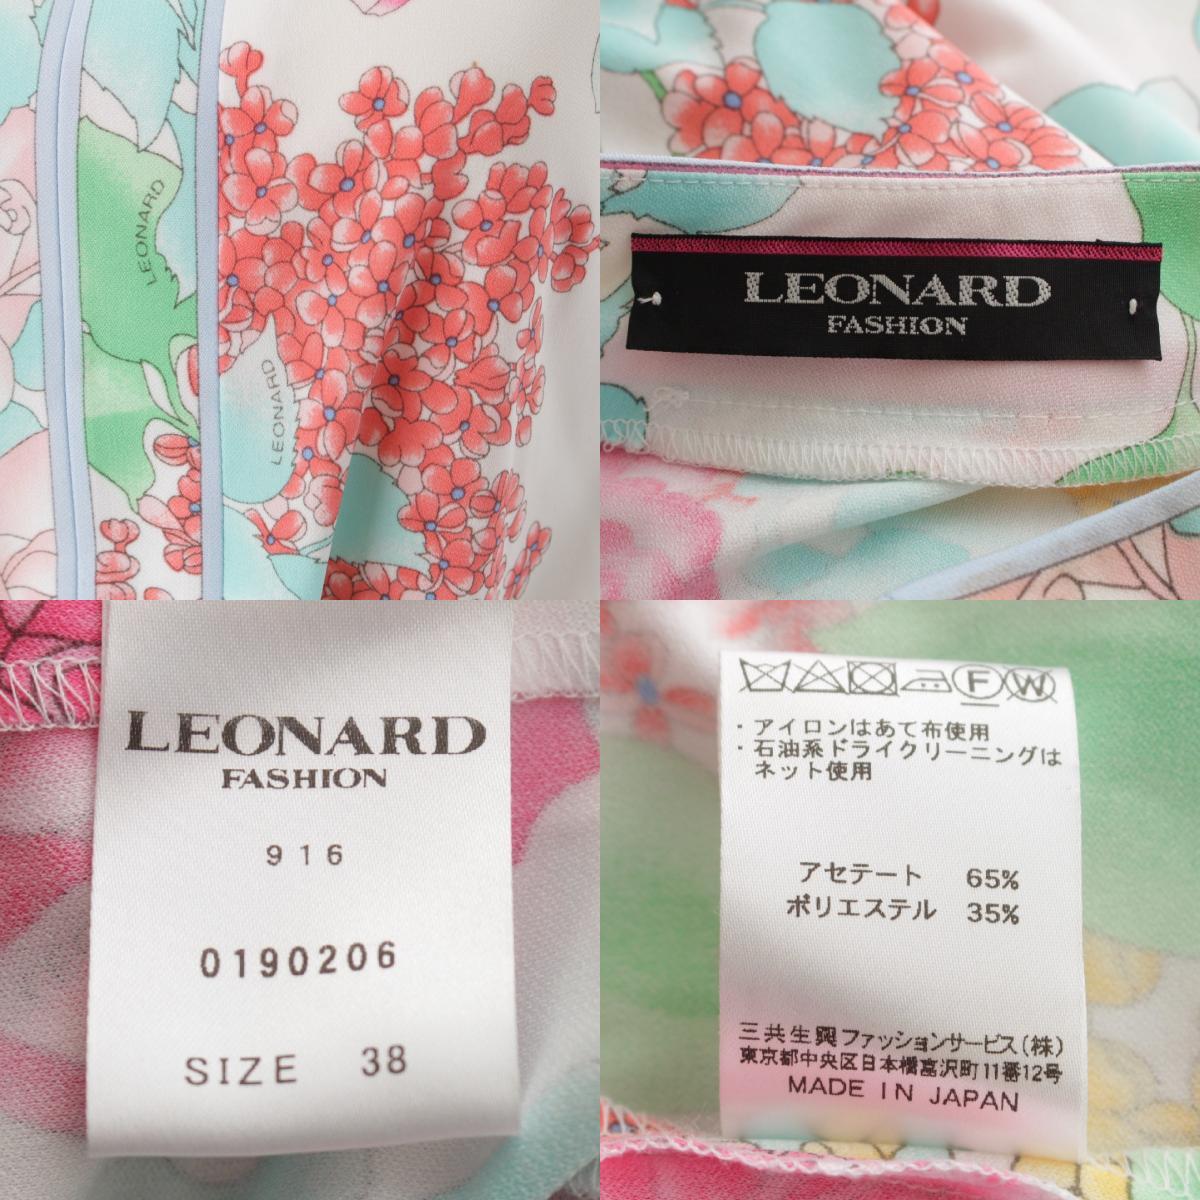 LEONARD
LEONARD
LEONARD
FASHION
LEONARD
FASHION
916
0190206
SIZE 38
F W
・アイロンはあて布使用
・石油系ドライクリーニングは
ネット使用
アセテート 65%
ポリエステル 35%
三共生興ファッションサービス(株)
東京都中央区日本橋富沢町11番12号
MADE IN JAPAN